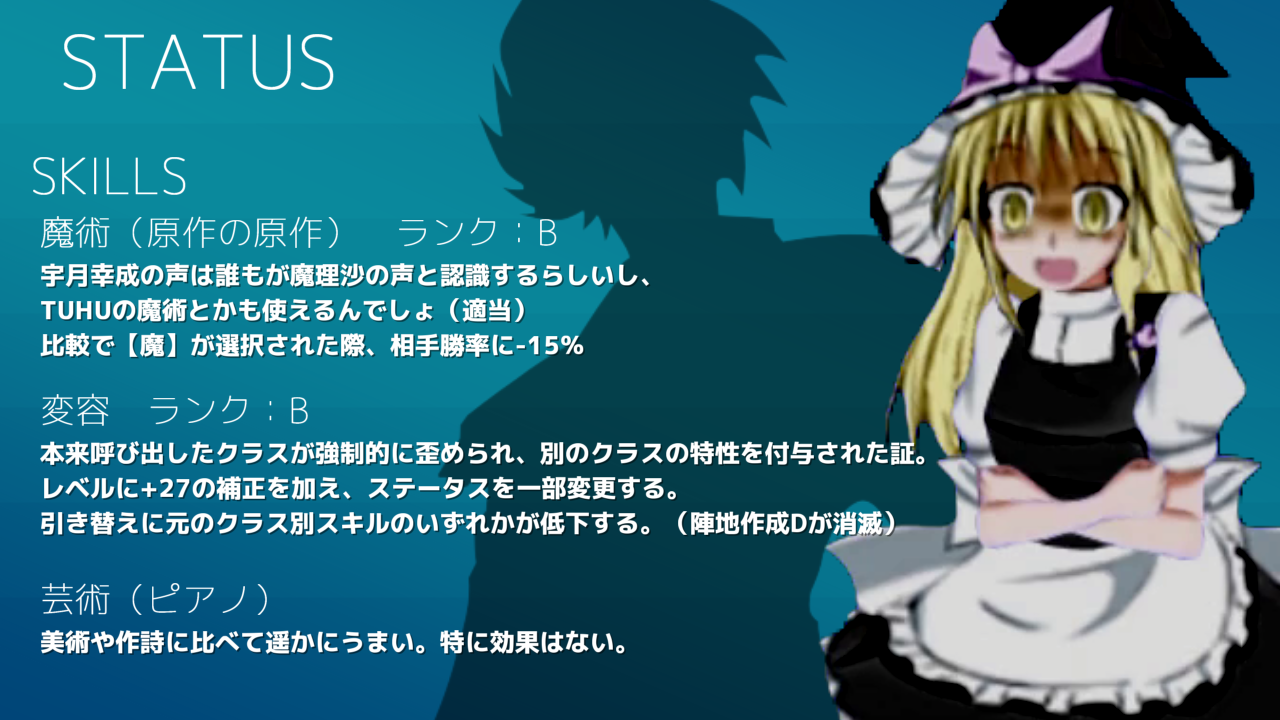 STATUS
SKILLS
魔術（原作の原作）　ランク：B
宇月幸成の声は誰もが魔理沙の声と認識するらしいし、
TUHUの魔術とかも使えるんでしょ（適当）
比較で【魔】が選択された際、相手勝率に-15%
変容　ランク：B
本来呼び出したクラスが強制的に歪められ、別のクラスの特性を付与された証。
レベルに+27の補正を加え、ステータスを一部変更する。
引き替えに元のクラス別スキルのいずれかが低下する。（陣地作成Dが消滅）
芸術（ピアノ）
美術や作詩に比べて遥かにうまい。特に効果はない。